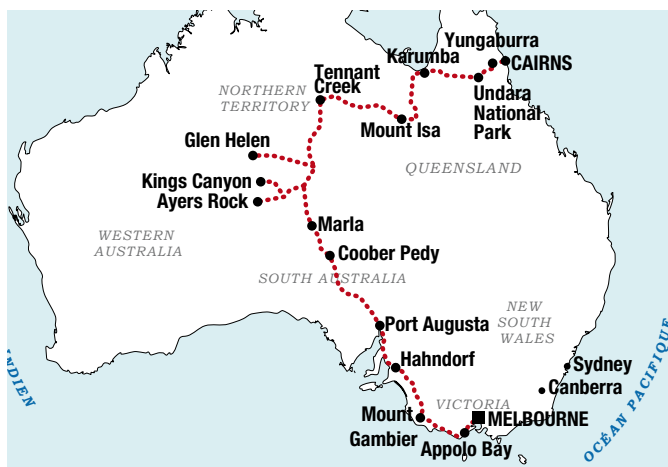 Yungaburra
Karumba
CAIRNS
Tennant
Creek
NORTHERN
TERRITORY
Undara
National
Park
Mount Isa
Glen Helen
QUEENSLAND
Kings Canyon
Ayers Rock
Marla
WESTERN
AUSTRALIA
Coober Pedy
SOUTH AUSTRALIA
NEW
SOUTH
WALES
Port Augusta
Hahndorf
Sydney
Canberra
VICTORIA
Mount
Gambier
MELBOURNE
Appolo Bay
INDIEN
OCÉAN PACIFIQUE